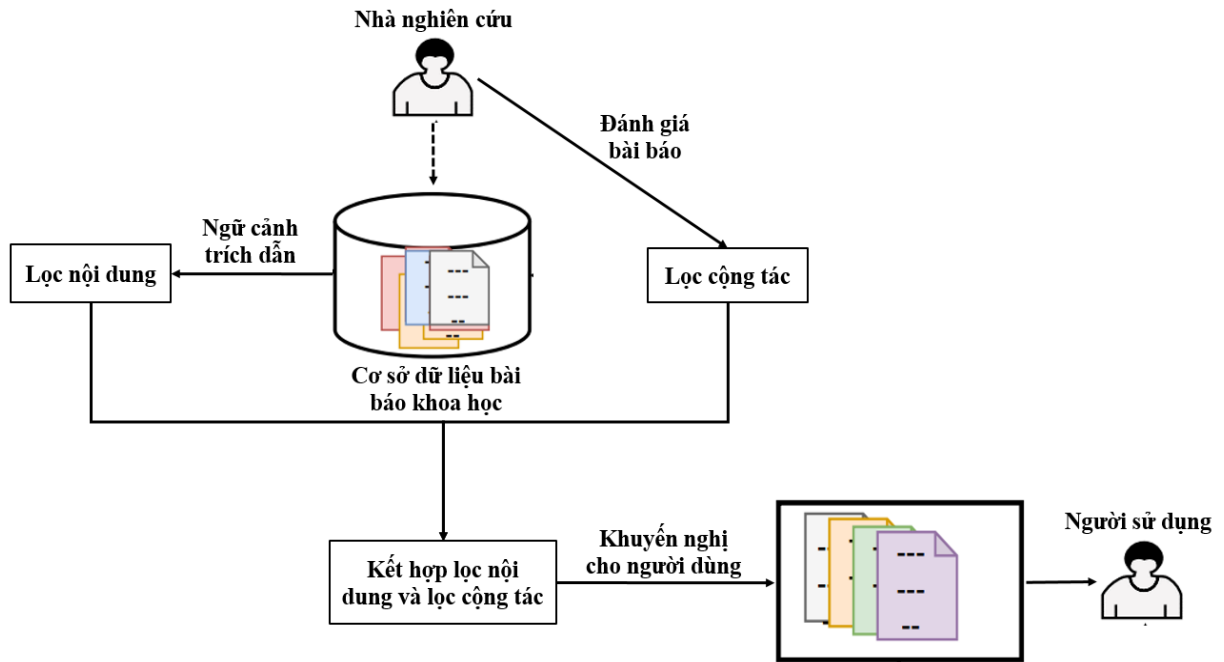 Nhà nghiên cứu
Đánh giá
bài báo
Ngữ cảnh
trích dẫn
Lọc nội dung
Lọc cộng tác
Cơ sở dữ liệu bài
báo khoa học
Kết hợp lọc nội
dung và lọc cộng tác
Khuyến nghị
cho người dùng
Người sử dụng